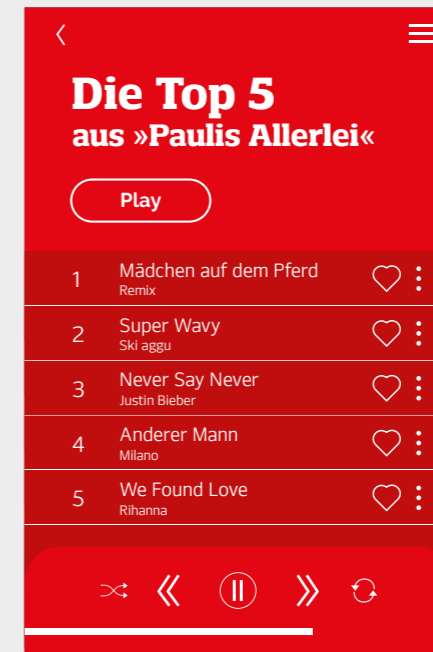 Die Top 5
aus »Paulis Allerlei«
Play
1 Mädchen auf dem Pferd
Remix
2 Super Wavy
Ski aggu
3 Never Say Never
Justin Bieber
4 Anderer Mann
Milano
5 We Found Love
Rihanna